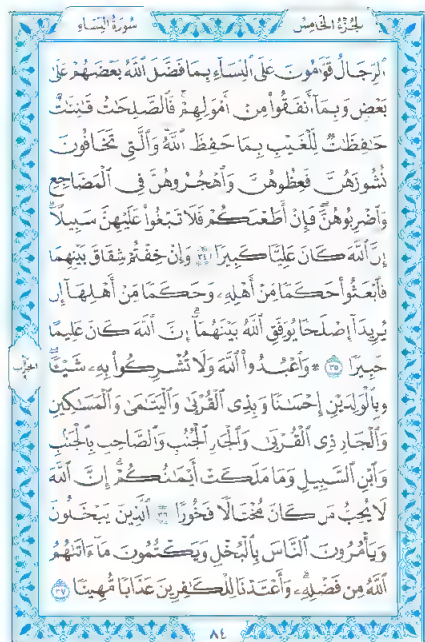 الجزء الخامس
سورة النساء
الرِّجَالُ قَوَّامُونَ عَلَى النِّسَاءِ بِمَا فَضَّلَ اللَّهُ بَعْضَهُمْ عَلَىٰ
بَعْضٍ وَبِمَا أَنفَقُوا مِنْ أَمْوَٰلِهِمْ فَالصَّٰلِحَٰتُ قَٰنِتَٰتٌ
حَٰفِظَٰتٌ لِّلْغَيْبِ بِمَا حَفِظَ اللَّهُ وَالَّٰتِي تَخَافُونَ
نُشُوزَهُنَّ فَعِظُوهُنَّ وَاهْجُرُوهُنَّ فِي الْمَضَاجِعِ
وَاضْرِبُوهُنَّ فَإِنْ أَطَعْنَكُمْ فَلَا تَبْغُوا عَلَيْهِنَّ سَبِيلًا
إِنَّ اللَّهَ كَانَ عَلِيًّا كَبِيرًا ٣٤ وَإِنْ خِفْتُمْ شِقَاقَ بَيْنِهِمَا
فَابْعَثُوا حَكَمًا مِّنْ أَهْلِهِ وَحَكَمًا مِّنْ أَهْلِهَا إِن
يُرِيدَا إِصْلَٰحًا يُوَفِّقِ اللَّهُ بَيْنَهُمَا إِنَّ اللَّهَ كَانَ عَلِيمًا
خَبِيرًا ٣٥ ۞ وَاعْبُدُوا اللَّهَ وَلَا تُشْرِكُوا بِهِ شَيْـًٔا
وَبِالْوَٰلِدَيْنِ إِحْسَٰنًا وَبِذِي الْقُرْبَىٰ وَالْيَتَٰمَىٰ وَالْمَسَٰكِينِ
وَالْجَارِ ذِي الْقُرْبَىٰ وَالْجَارِ الْجُنُبِ وَالصَّاحِبِ بِالْجَنۢبِ
وَابْنِ السَّبِيلِ وَمَا مَلَكَتْ أَيْمَٰنُكُمْ إِنَّ اللَّهَ
لَا يُحِبُّ مَن كَانَ مُخْتَالًا فَخُورًا ٣٦ الَّذِينَ يَبْخَلُونَ
وَيَأْمُرُونَ النَّاسَ بِالْبُخْلِ وَيَكْتُمُونَ مَا ءَاتَىٰهُمُ
اللَّهُ مِن فَضْلِهِ وَأَعْتَدْنَا لِلْكَٰفِرِينَ عَذَابًا مُّهِينًا ٣٧
الحزب
٨٤